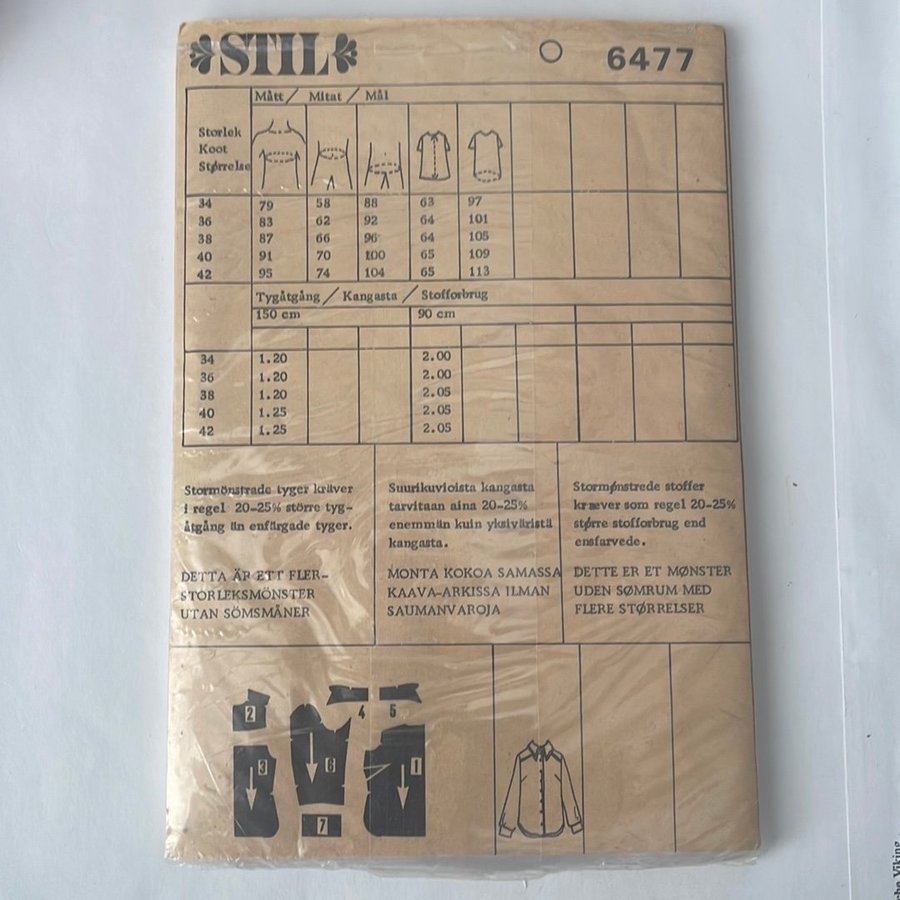 STIL 6477
Mått / Mitat / Mål
Storlek
Koot
Størrelse
34 79 58 88 63 97
36 83 62 92 64 101
38 87 66 96 64 105
40 91 70 100 65 109
42 95 74 104 65 113
Tygåtgång / Kangasta / Stofforbrug
150 cm 90 cm
34 1.20 2.00
36 1.20 2.00
38 1.20 2.05
40 1.25 2.05
42 1.25 2.05
Stormönstrade tyger kräver
i regel 20-25% större tyg-
åtgång än enfärgade tyger.
DETTA ÄR ETT FLER-
STORLEKSMÖNSTER
UTAN SÖMSMÅNER
Suurikuvioista kangasta
tarvitaan aina 20-25%
enemmän kuin yksiväristä
kangasta.
MONTA KOKOA SAMASSA
KAAVA-ARKISSA ILMAN
SAUMANVAROJA
Stormønstrede stoffer
kræver som regel 20-25%
større stofforbrug end
ensfarvede.
DETTE ER ET MØNSTER
UDEN SØMRUM MED
FLERE STØRRELSER
2 4 5
3 6 1
7
Viking